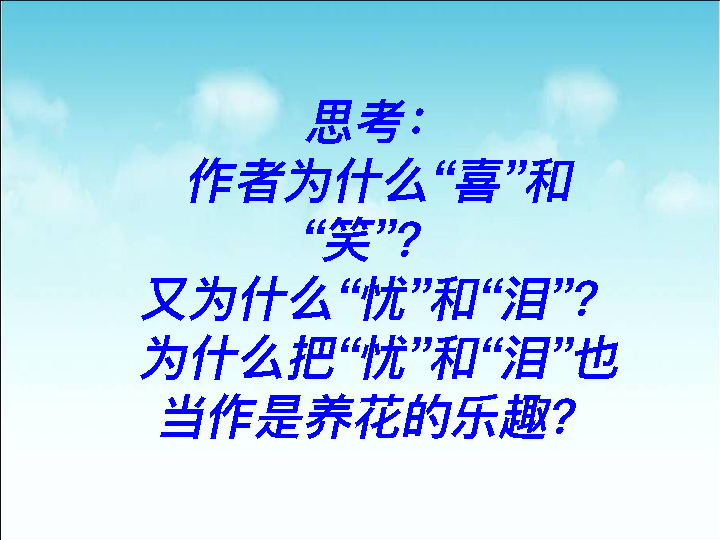 思考：
作者为什么“喜”和
“笑”？
又为什么“忧”和“泪”？
为什么把“忧”和“泪”也
当作是养花的乐趣？